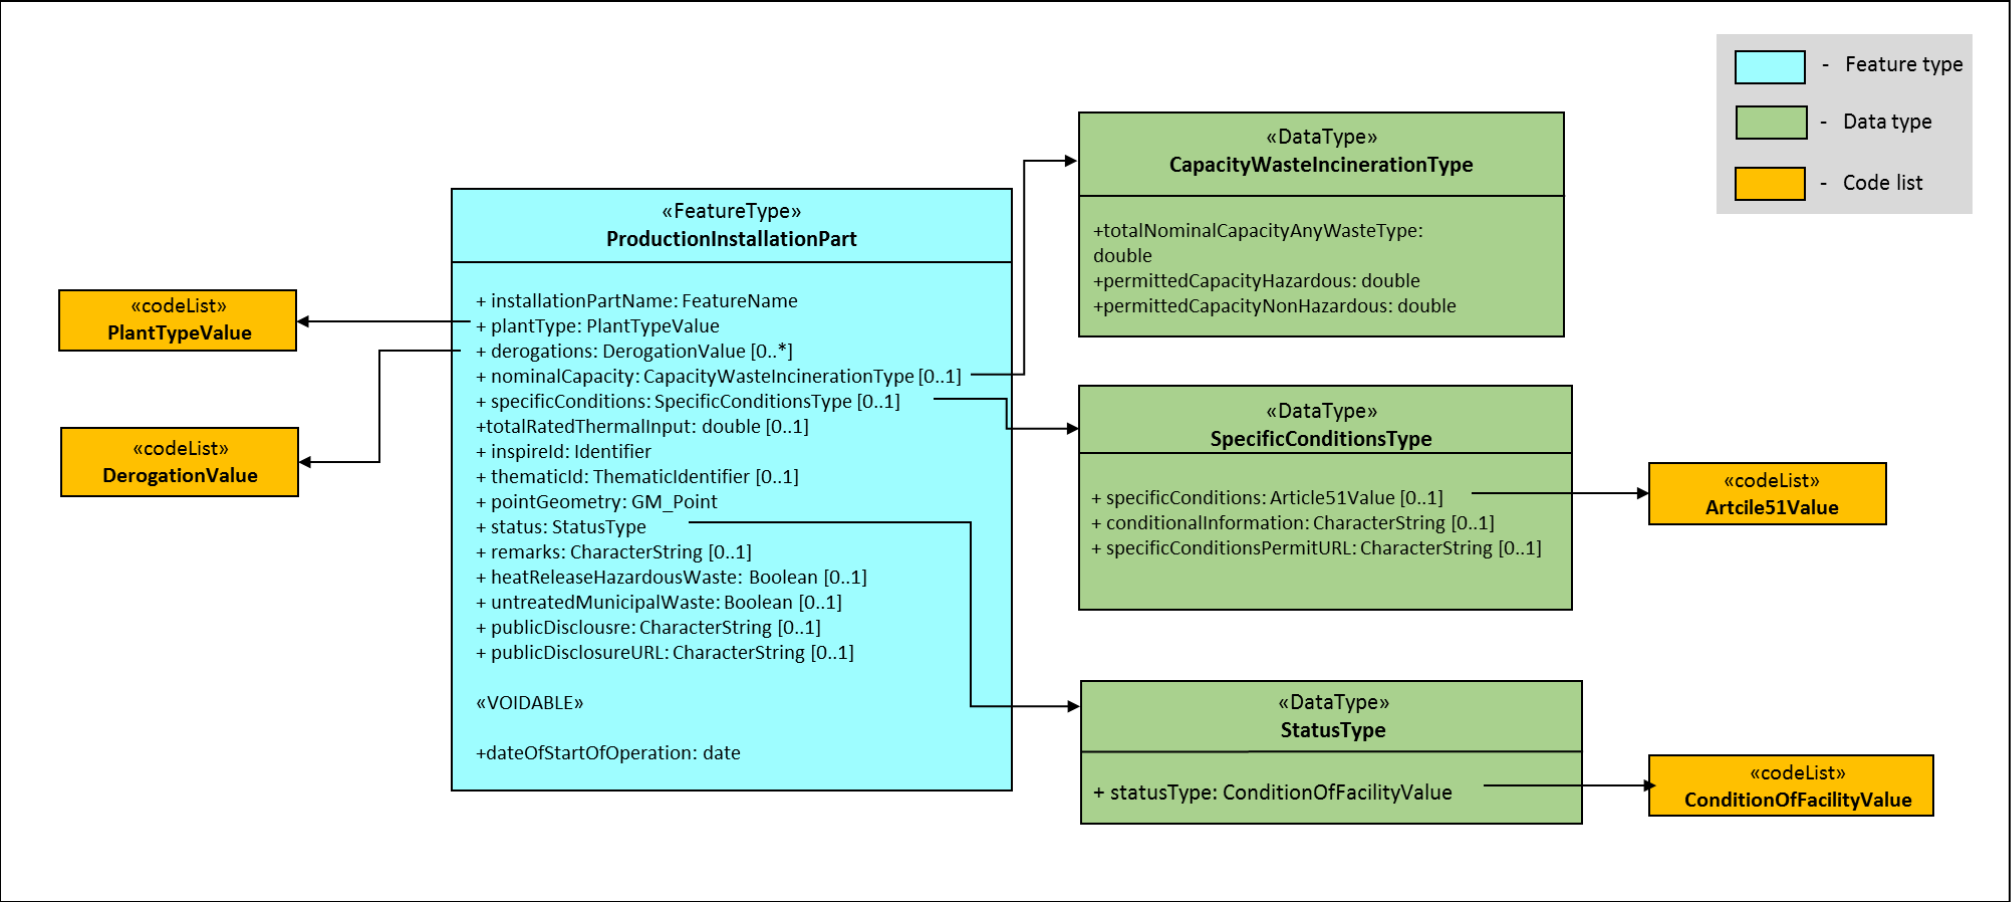 - Feature type
- Data type
- Code list
«codeList»
PlantTypeValue
«codeList»
DerogationValue
«FeatureType»
ProductionInstallationPart
+ installationPartName: FeatureName
+ plantType: PlantTypeValue
+ derogations: DerogationValue [0..*]
+ nominalCapacity: CapacityWasteIncinerationType [0..1]
+ specificConditions: SpecificConditionsType [0..1]
+totalRatedThermalInput: double [0..1]
+ inspireId: Identifier
+ thematicId: ThematicIdentifier [0..1]
+ pointGeometry: GM_Point
+ status: StatusType
+ remarks: CharacterString [0..1]
+ heatReleaseHazardousWaste: Boolean [0..1]
+ untreatedMunicipalWaste: Boolean [0..1]
+ publicDisclousre: CharacterString [0..1]
+ publicDisclosureURL: CharacterString [0..1]
«VOIDABLE»
+dateOfStartOfOperation: date
«DataType»
CapacityWasteIncinerationType
+totalNominalCapacityAnyWasteType:
double
+permittedCapacityHazardous: double
+permittedCapacityNonHazardous: double
«DataType»
SpecificConditionsType
+ specificConditions: Article51Value [0..1]
+ conditionalInformation: CharacterString [0..1]
+ specificConditionsPermitURL: CharacterString [0..1]
«codeList»
Artcile51Value
«DataType»
StatusType
+ statusType: ConditionOfFacilityValue
«codeList»
ConditionOfFacilityValue